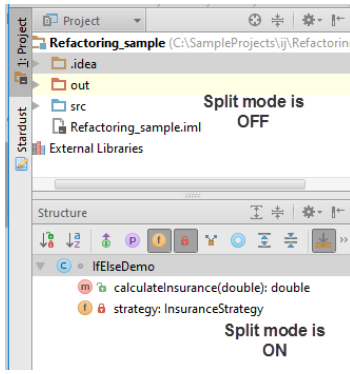 Project
1: Project
Refactoring_sample (C:\SampleProjects\ij\Refactoring
.idea
out
src
Split mode is
OFF
Refactoring_sample.iml
External Libraries
Stardust
Structure
IfElseDemo
calculateInsurance(double): double
strategy: InsuranceStrategy
Split mode is
ON